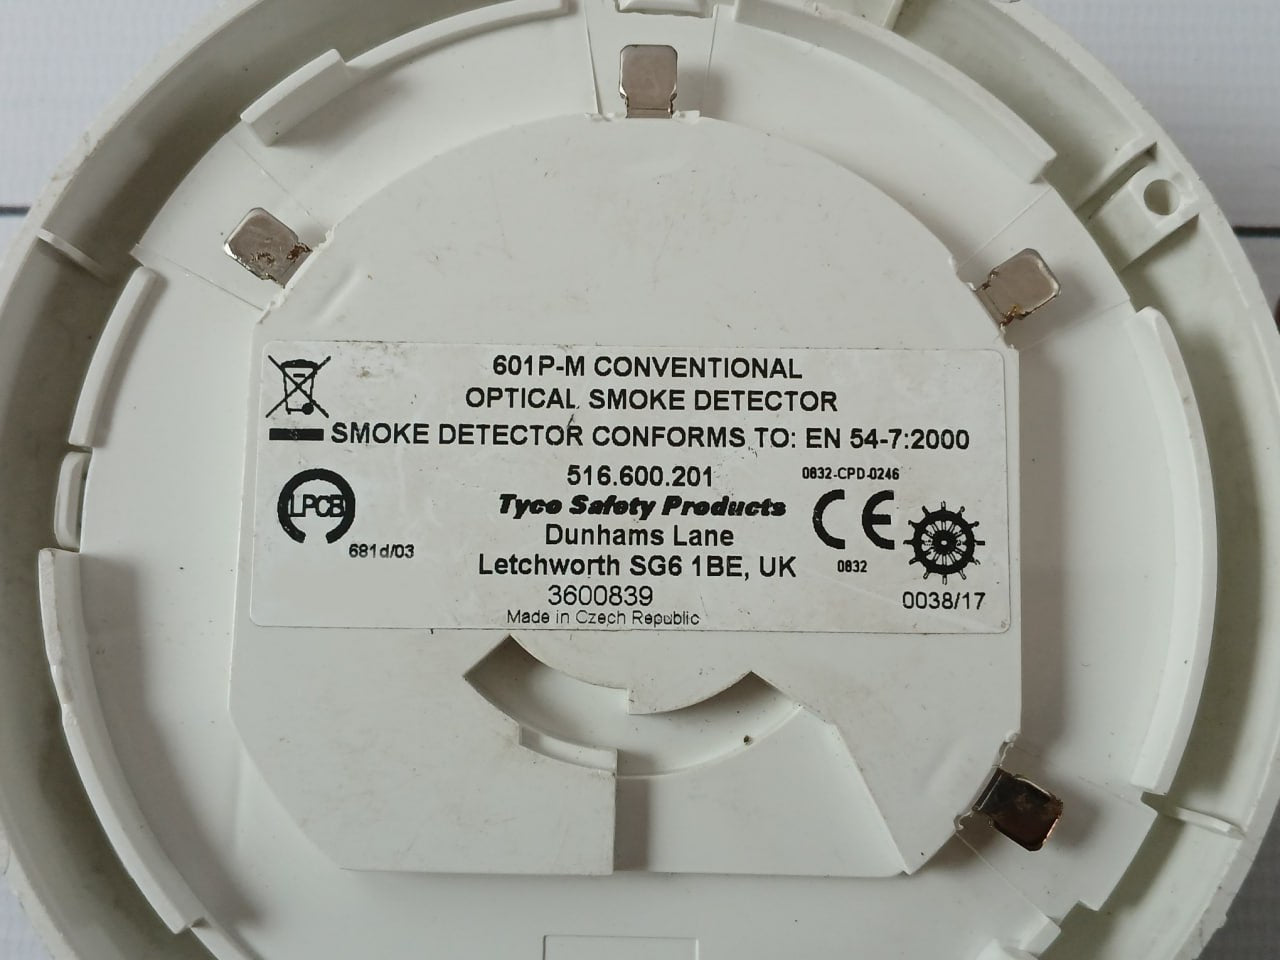 601P-M CONVENTIONAL
OPTICAL SMOKE DETECTOR
SMOKE DETECTOR CONFORMS TO: EN 54-7:2000
516.600.201
0832-CPD-0246
Tyco Safety Products
LPCB
CE
Dunhams Lane
681d/03
Letchworth SG6 1BE, UK
0832
3600839
0038/17
Made in Czech Republic